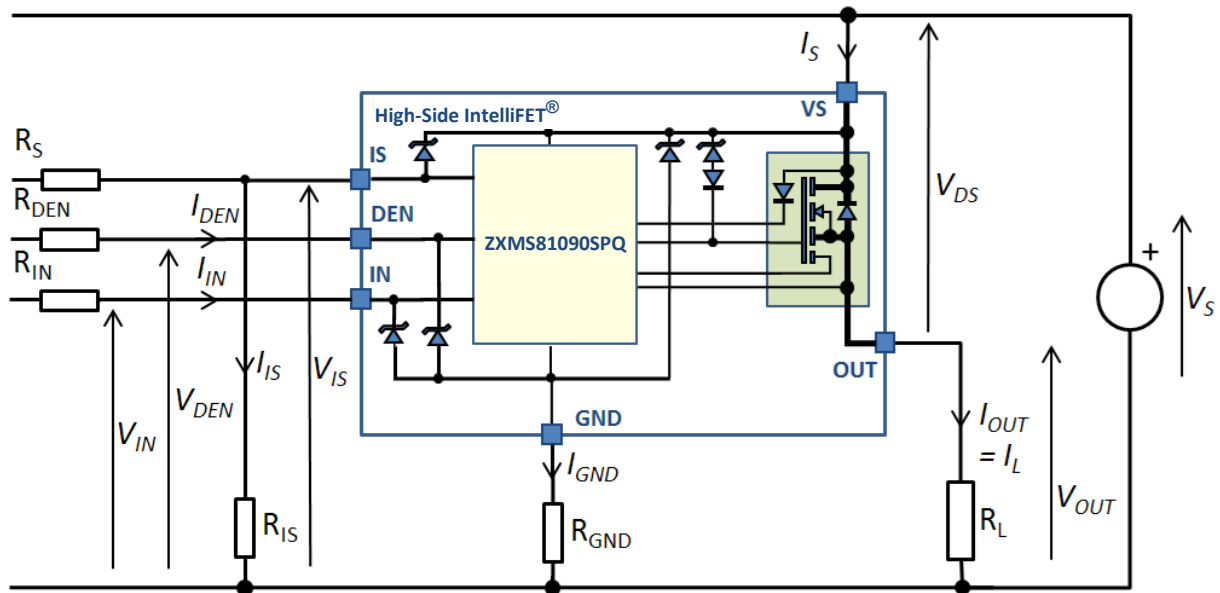 I_S
VS
High-Side IntelliFET®
R_S
IS
R_DEN
I_DEN
DEN
V_DS
ZXMS81090SPQ
R_IN
I_IN
IN
+
V_S
I_IS
V_IS
OUT
V_DEN
V_IN
GND
I_OUT
= I_L
I_GND
V_OUT
R_IS
R_GND
R_L